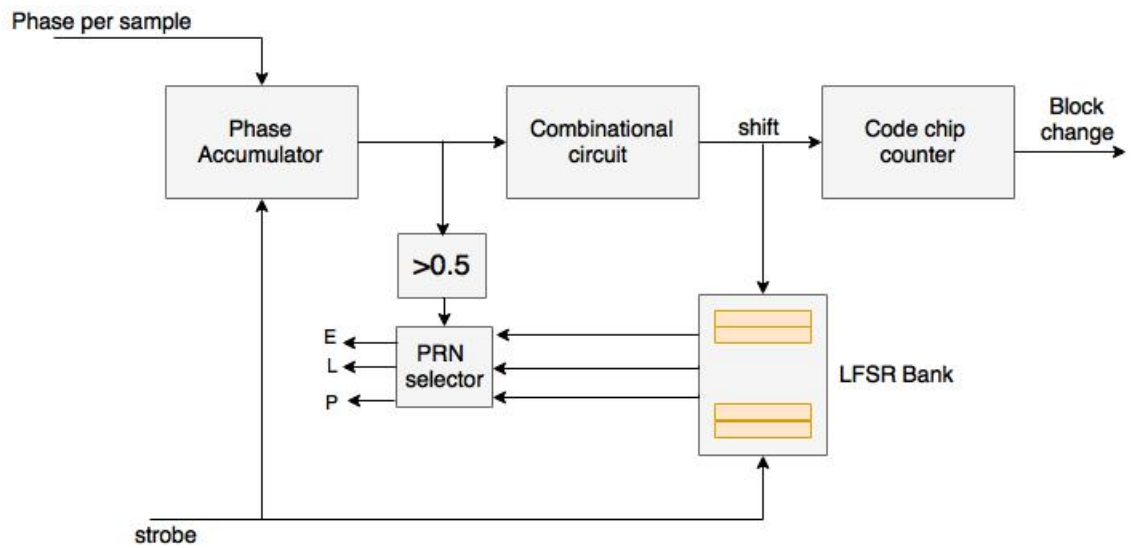 Phase per sample
Phase
Accumulator
Combinational
circuit
shift
Code chip
counter
Block
change
>0.5
E
L
P
PRN
selector
LFSR Bank
strobe